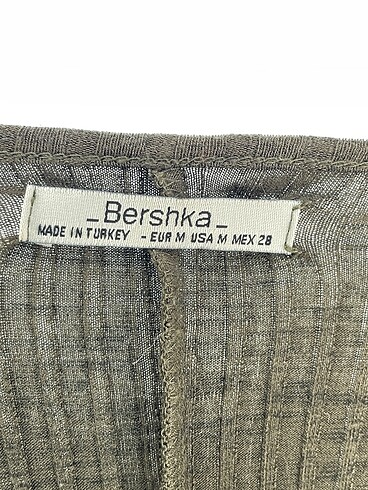 _Bershka_
MADE IN TURKEY - EUR M USA M MEX 28